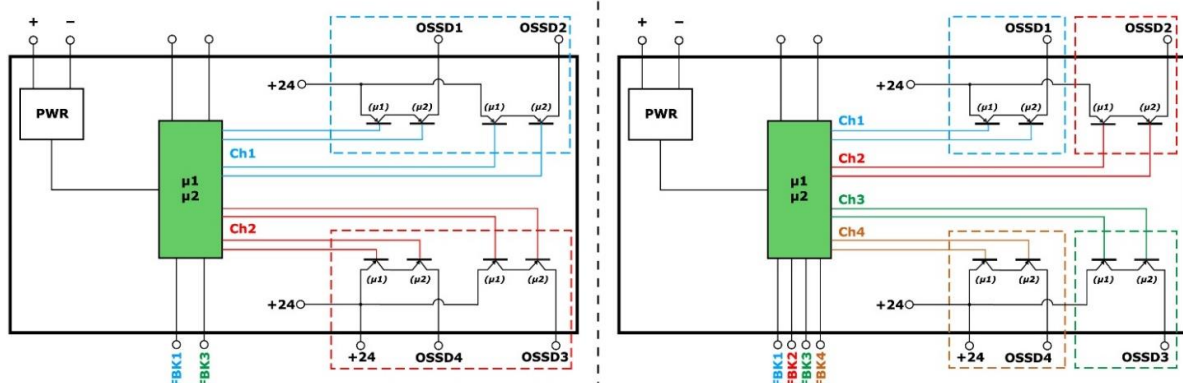 + −
OSSD1 OSSD2
+24
(µ1) (µ2) (µ1) (µ2)
PWR
Ch1
µ1
µ2
Ch2
(µ1) (µ2) (µ1) (µ2)
+24
+24 OSSD4 OSSD3
FBK1
FBK3
+ −
OSSD1 OSSD2
+24
(µ1) (µ2) (µ1) (µ2)
PWR
Ch1
Ch2
µ1
µ2
Ch3
Ch4
(µ1) (µ2) (µ1) (µ2)
+24
+24 OSSD4 OSSD3
FBK1
FBK2
FBK3
FBK4